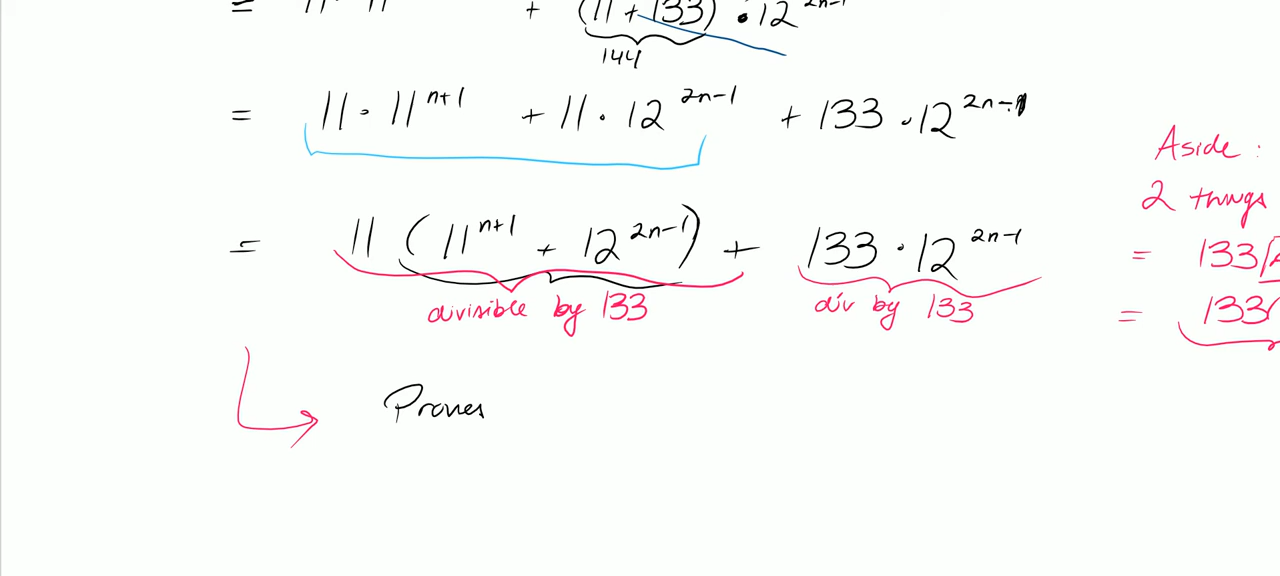 = 11 · 11 + (11 + 133) · 12^{2n-1}
144
= 11 · 11^{n+1} + 11 · 12^{2n-1} + 133 · 12^{2n-1}
Aside :
2 things
= 11 (11^{n+1} + 12^{2n-1}) + 133 · 12^{2n-1}
= 133(
divisible by 133
div by 133
= 133(
Proves